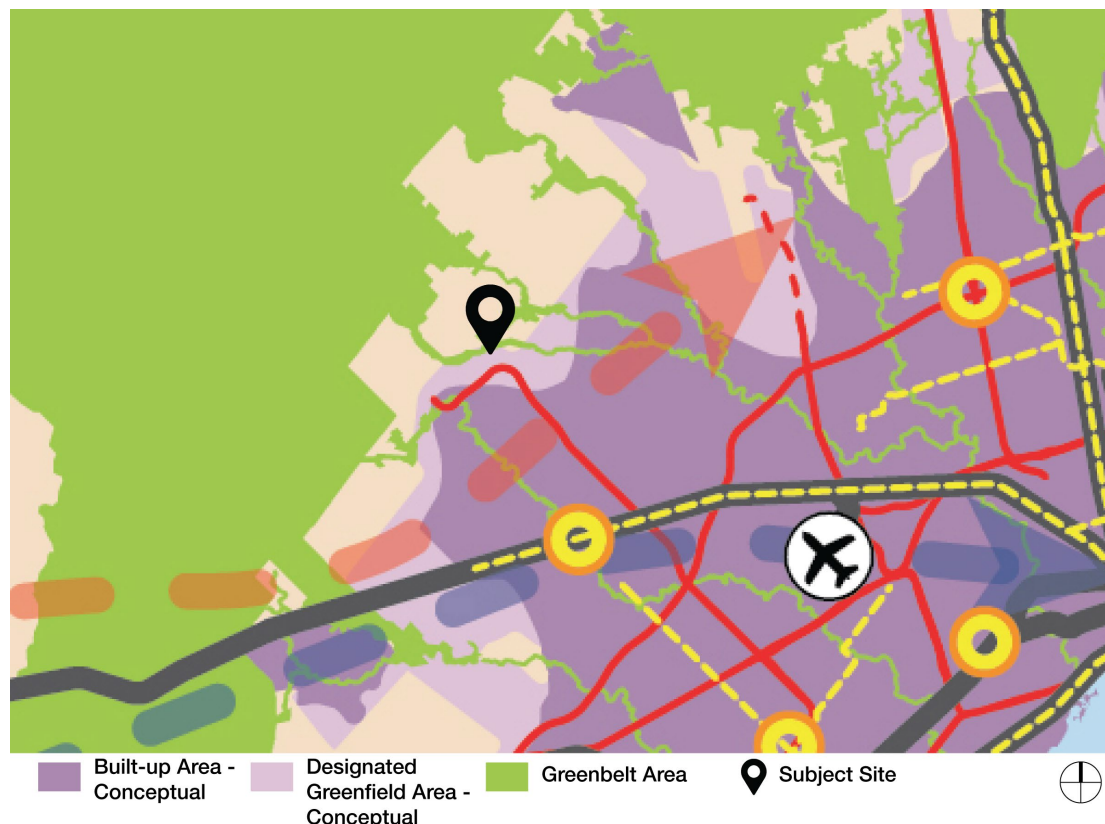 Built-up Area -
Conceptual
Designated
Greenfield Area -
Conceptual
Greenbelt Area
Subject Site